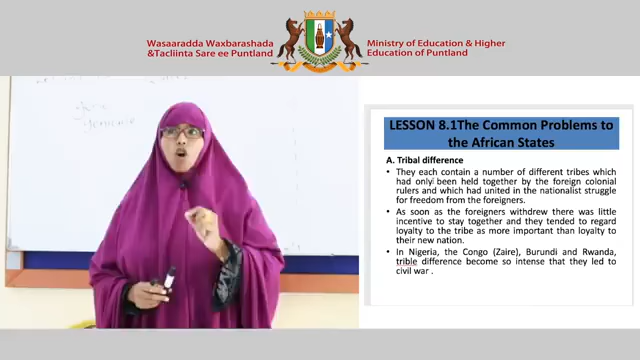 Wasaaradda Waxbarashada
&Tacliinta Sare ee Puntland
Ministry of Education & Higher
Education of Puntland
LESSON 8.1The Common Problems to
the African States
A. Tribal difference
• They each contain a number of different tribes which
had only been held together by the foreign colonial
rulers and which had united in the nationalist struggle
for freedom from the foreigners.
• As soon as the foreigners withdrew there was little
incentive to stay together and they tended to regard
loyalty to the tribe as more important than loyalty to
their new nation.
• In Nigeria, the Congo (Zaire), Burundi and Rwanda,
trible difference become so intense that they led to
civil war .